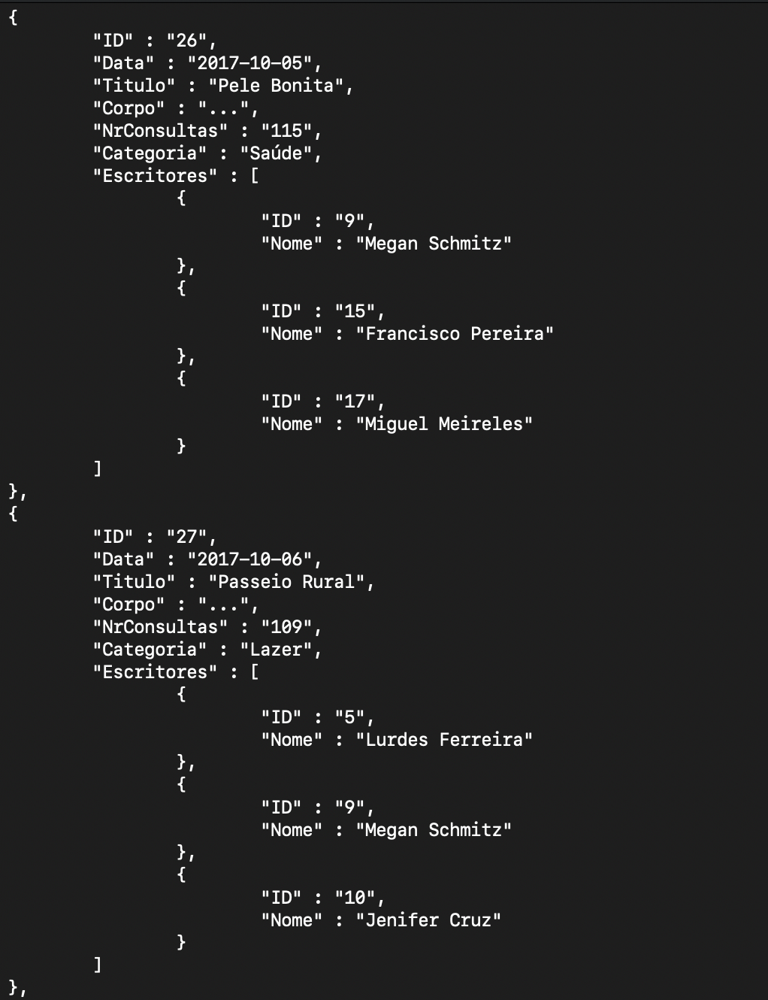 {
"ID" : "26",
"Data" : "2017-10-05",
"Titulo" : "Pele Bonita",
"Corpo" : "...",
"NrConsultas" : "115",
"Categoria" : "Saúde",
"Escritores" : [
{
"ID" : "9",
"Nome" : "Megan Schmitz"
},
{
"ID" : "15",
"Nome" : "Francisco Pereira"
},
{
"ID" : "17",
"Nome" : "Miguel Meireles"
}
]
},
{
"ID" : "27",
"Data" : "2017-10-06",
"Titulo" : "Passeio Rural",
"Corpo" : "...",
"NrConsultas" : "109",
"Categoria" : "Lazer",
"Escritores" : [
{
"ID" : "5",
"Nome" : "Lurdes Ferreira"
},
{
"ID" : "9",
"Nome" : "Megan Schmitz"
},
{
"ID" : "10",
"Nome" : "Jenifer Cruz"
}
]
},